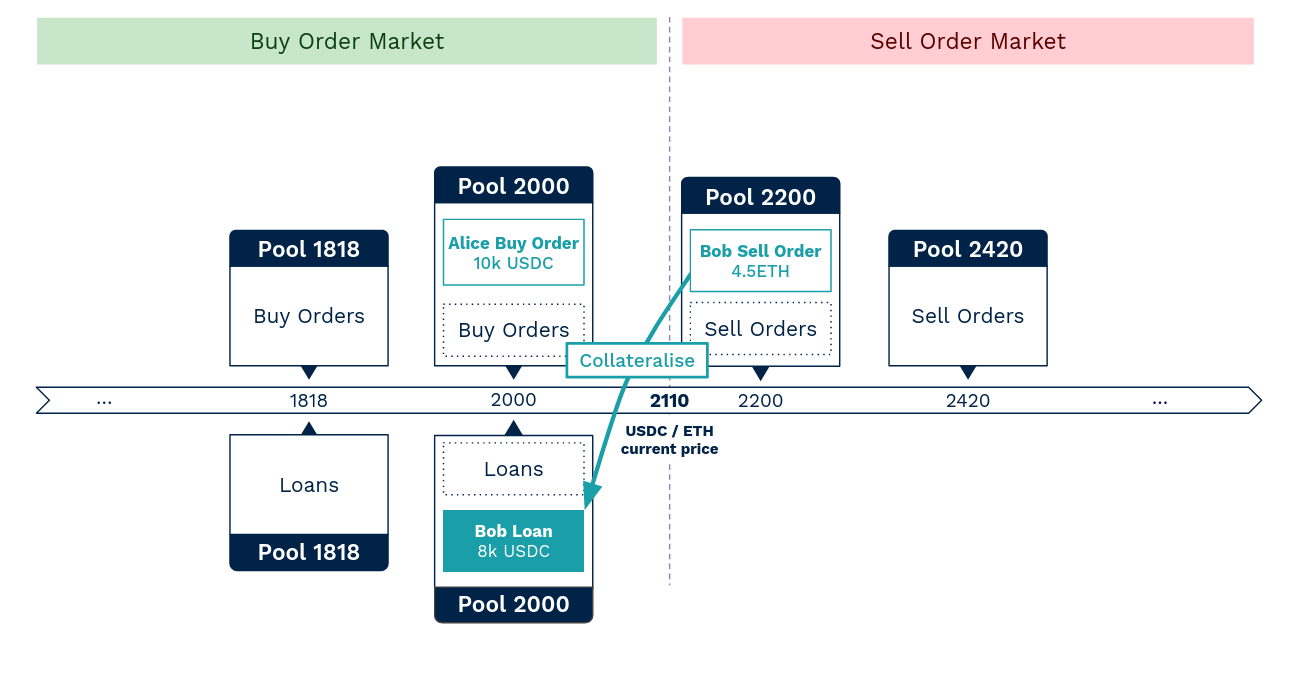 Buy Order Market
Sell Order Market
Pool 2000
Alice Buy Order
10k USDC
Buy Orders
Pool 2200
Bob Sell Order
4.5ETH
Sell Orders
Pool 1818
Buy Orders
Pool 2420
Sell Orders
Collateralise
...
1818
2000
2110
2200
2420
...
USDC / ETH
current price
Loans
Pool 1818
Loans
Bob Loan
8k USDC
Pool 2000